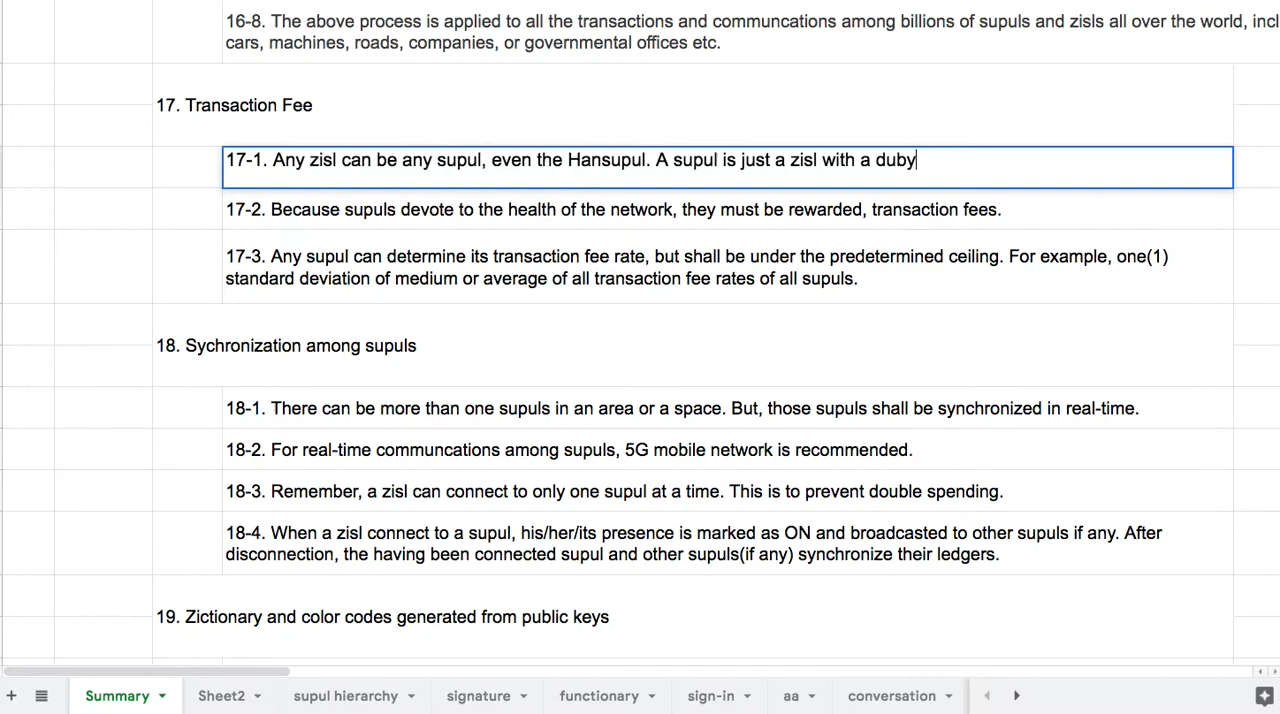 16-8. The above process is applied to all the transactions and communcations among billions of supuls and zisls all over the world, incl
cars, machines, roads, companies, or governmental offices etc.
17. Transaction Fee
17-1. Any zisl can be any supul, even the Hansupul. A supul is just a zisl with a duby
17-2. Because supuls devote to the health of the network, they must be rewarded, transaction fees.
17-3. Any supul can determine its transaction fee rate, but shall be under the predetermined ceiling. For example, one(1)
standard deviation of medium or average of all transaction fee rates of all supuls.
18. Sychronization among supuls
18-1. There can be more than one supuls in an area or a space. But, those supuls shall be synchronized in real-time.
18-2. For real-time communcations among supuls, 5G mobile network is recommended.
18-3. Remember, a zisl can connect to only one supul at a time. This is to prevent double spending.
18-4. When a zisl connect to a supul, his/her/its presence is marked as ON and broadcasted to other supuls if any. After
disconnection, the having been connected supul and other supuls(if any) synchronize their ledgers.
19. Zictionary and color codes generated from public keys
Summary Sheet2 supul hierarchy signature functionary sign-in aa conversation